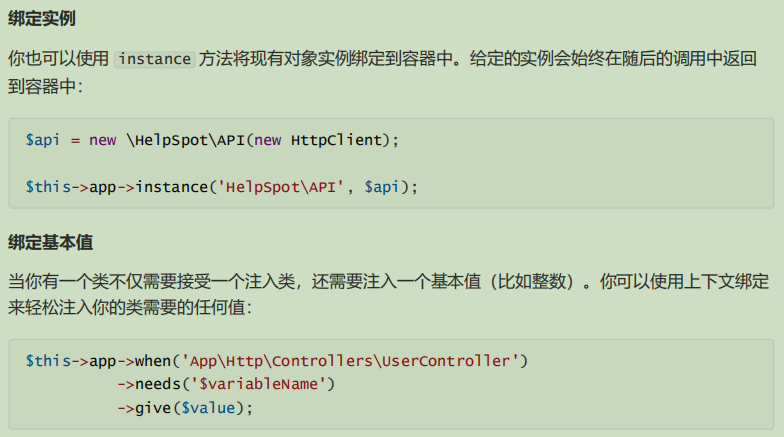 绑定实例
你也可以使用 instance 方法将现有对象实例绑定到容器中。给定的实例会始终在随后的调用中返回
到容器中：
$api = new \HelpSpot\API(new HttpClient);
$this->app->instance('HelpSpot\API', $api);
绑定基本值
当你有一个类不仅需要接受一个注入类，还需要注入一个基本值（比如整数）。你可以使用上下文绑定
来轻松注入你的类需要的任何值：
$this->app->when('App\Http\Controllers\UserController')
->needs('$variableName')
->give($value);